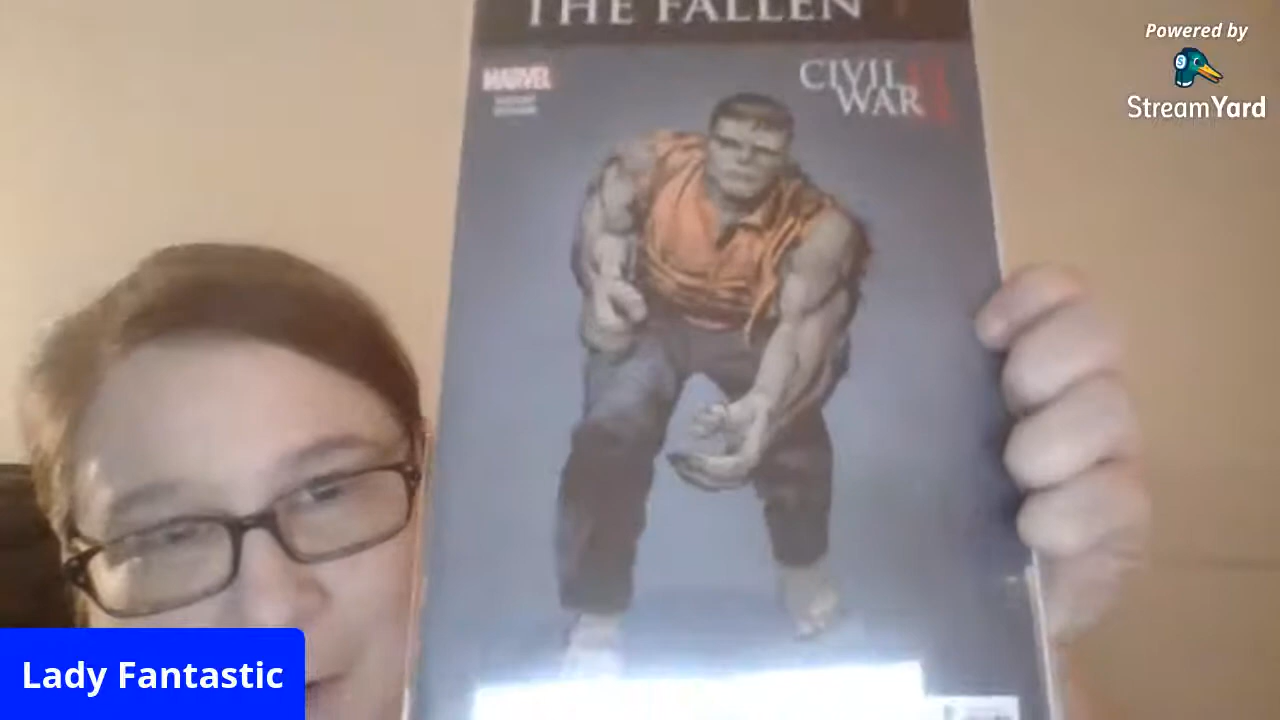 THE FALLEN
Powered by
StreamYard
MARVEL
CIVIL
WAR II
Lady Fantastic